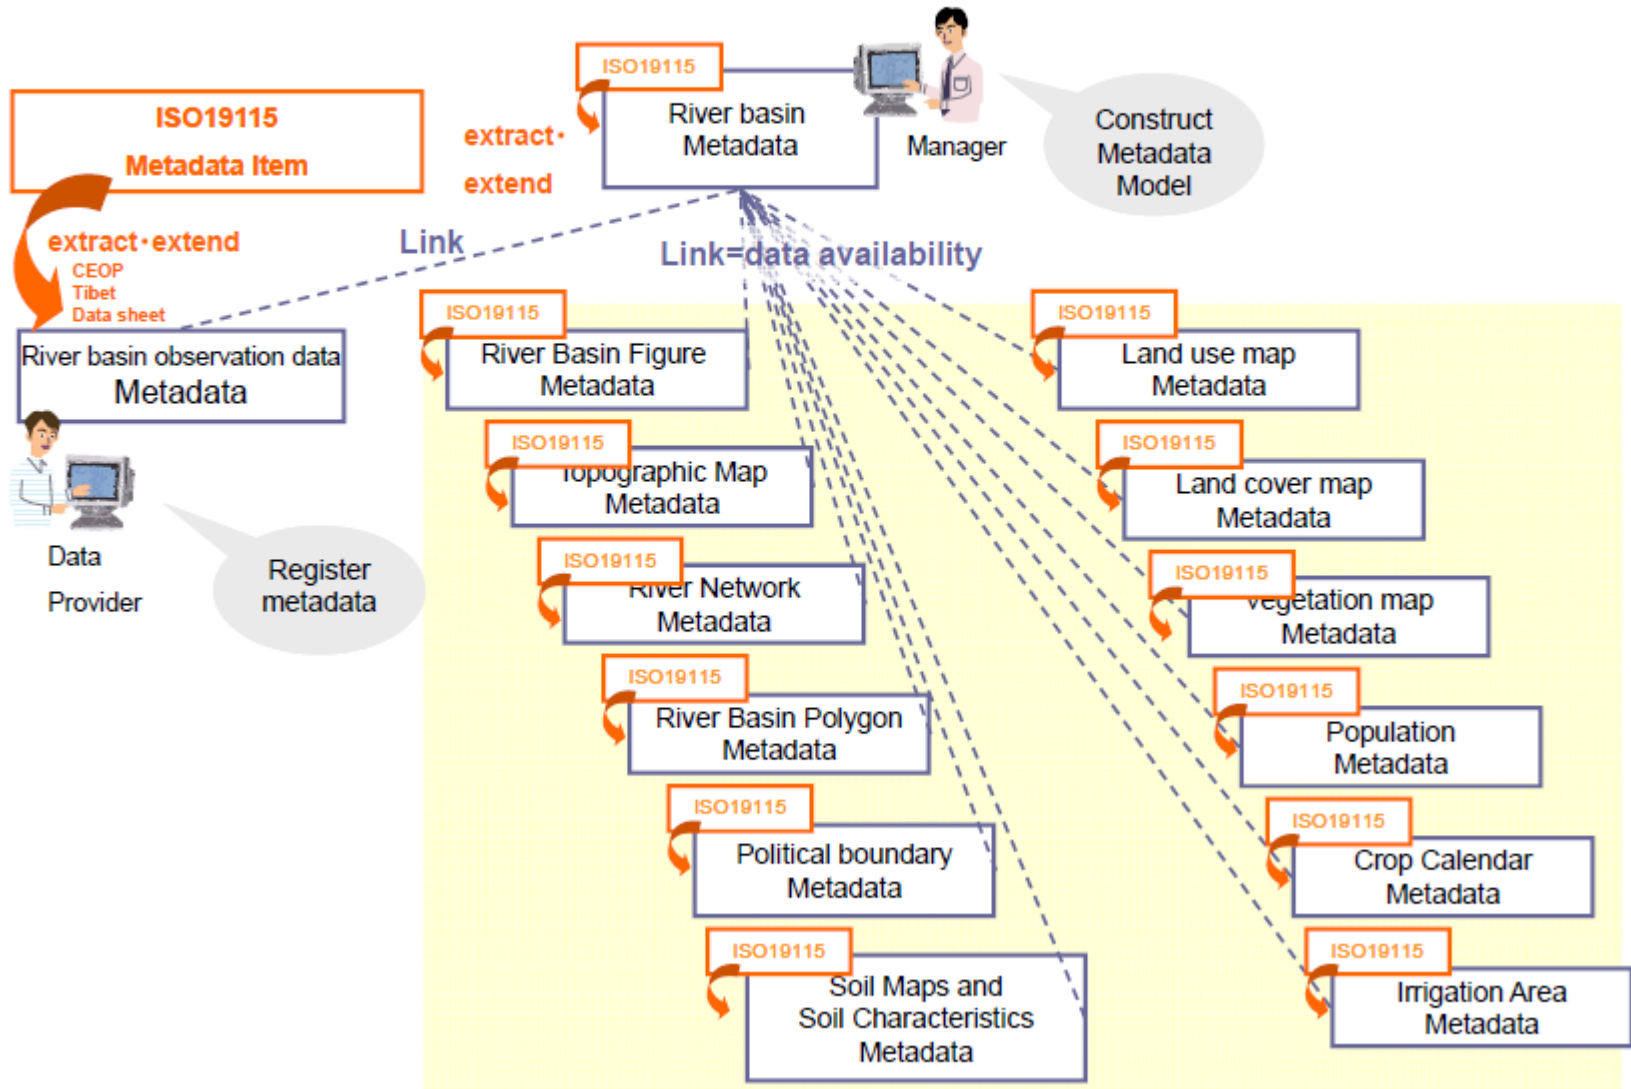 ISO19115
Metadata Item
extract・extend
CEOP
Tibet
Data sheet
River basin observation data
Metadata
Data
Provider
Register
metadata
ISO19115
River basin
Metadata
extract・
extend
Manager
Construct
Metadata
Model
Link
Link=data availability
ISO19115
River Basin Figure
Metadata
ISO19115
Topographic Map
Metadata
ISO19115
River Network
Metadata
ISO19115
River Basin Polygon
Metadata
ISO19115
Political boundary
Metadata
ISO19115
Soil Maps and
Soil Characteristics
Metadata
ISO19115
Land use map
Metadata
ISO19115
Land cover map
Metadata
ISO19115
Vegetation map
Metadata
ISO19115
Population
Metadata
ISO19115
Crop Calendar
Metadata
ISO19115
Irrigation Area
Metadata